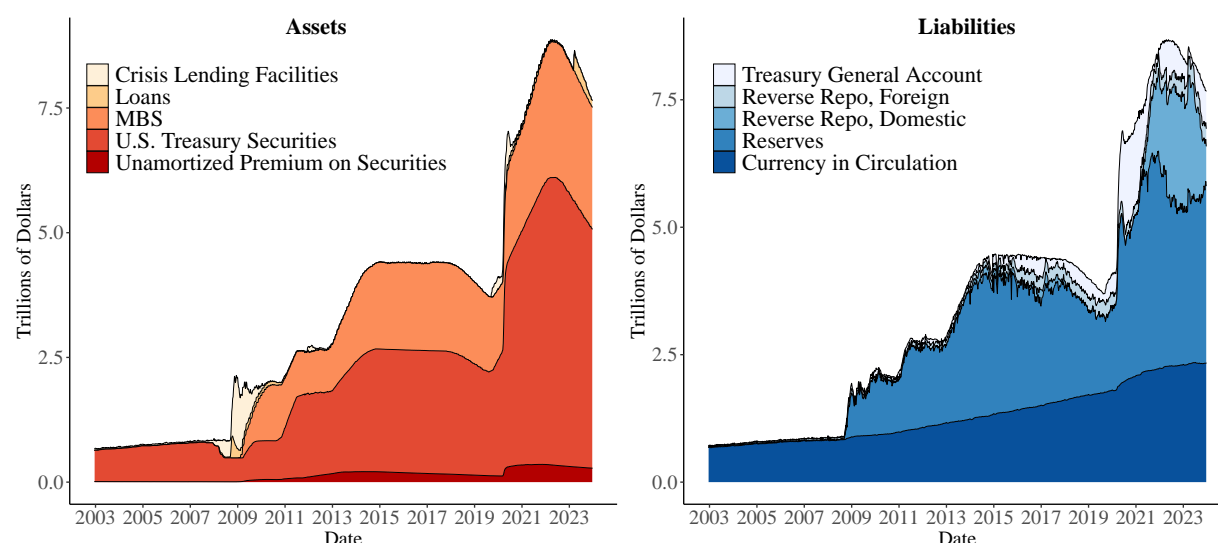 Assets
Crisis Lending Facilities
Loans
MBS
U.S. Treasury Securities
Unamortized Premium on Securities
Trillions of Dollars
7.5
5.0
2.5
0.0
2003 2005 2007 2009 2011 2013 2015 2017 2019 2021 2023
Date
Liabilities
Treasury General Account
Reverse Repo, Foreign
Reverse Repo, Domestic
Reserves
Currency in Circulation
Trillions of Dollars
7.5
5.0
2.5
0.0
2003 2005 2007 2009 2011 2013 2015 2017 2019 2021 2023
Date